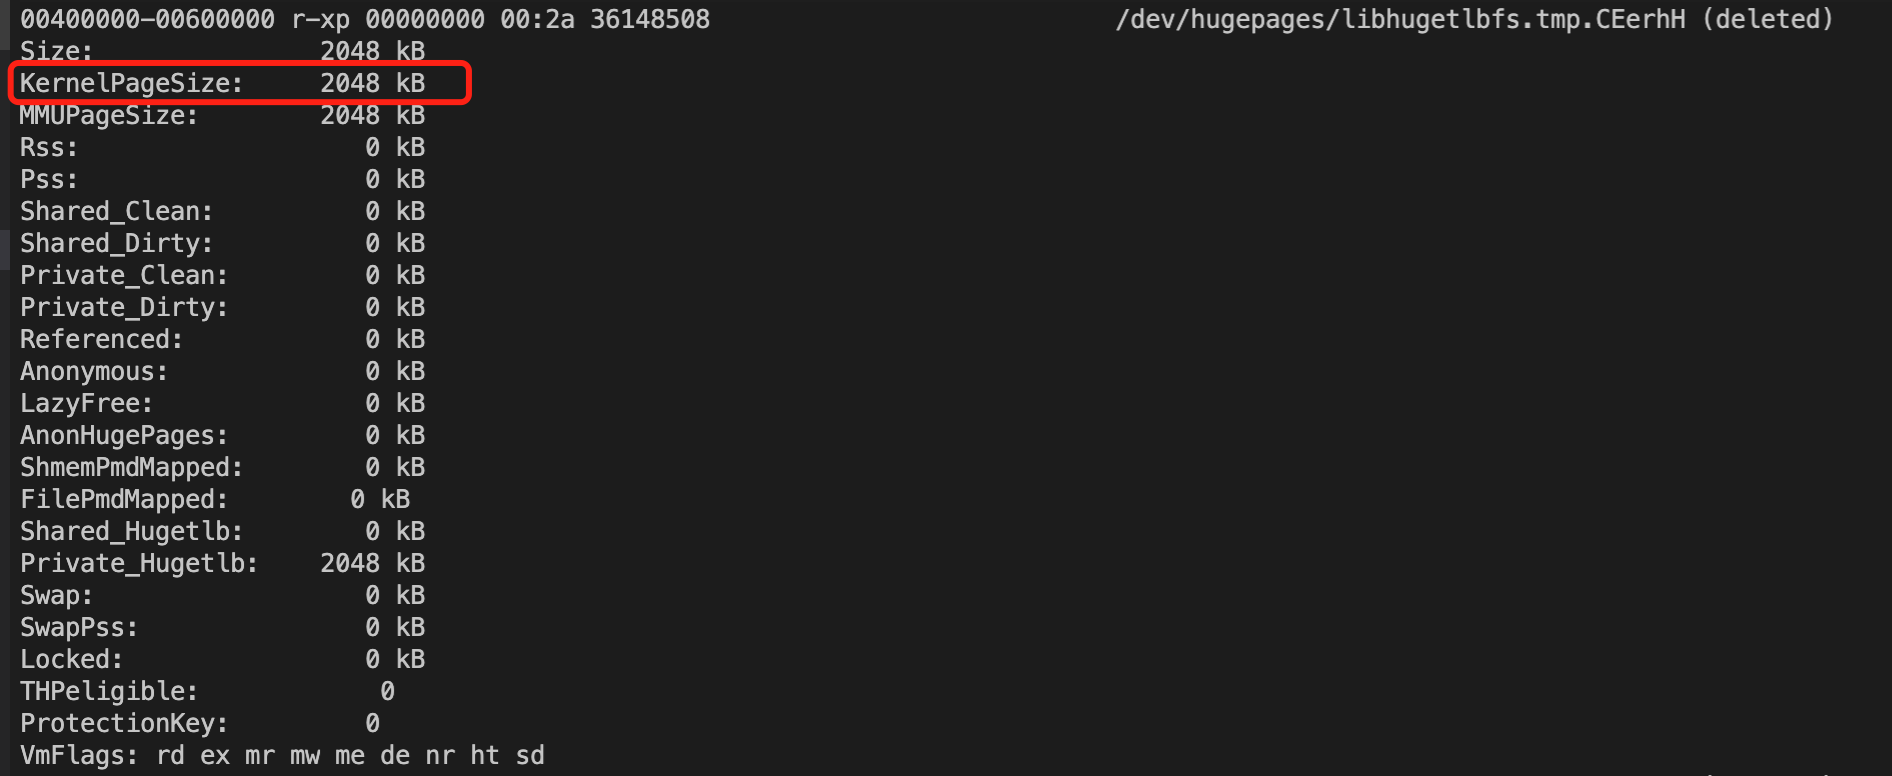 00400000-00600000 r-xp 00000000 00:2a 36148508 /dev/hugepages/libhugetlbfs.tmp.CEerhH (deleted)
Size: 2048 kB
KernelPageSize: 2048 kB
MMUPageSize: 2048 kB
Rss: 0 kB
Pss: 0 kB
Shared_Clean: 0 kB
Shared_Dirty: 0 kB
Private_Clean: 0 kB
Private_Dirty: 0 kB
Referenced: 0 kB
Anonymous: 0 kB
LazyFree: 0 kB
AnonHugePages: 0 kB
ShmemPmdMapped: 0 kB
FilePmdMapped: 0 kB
Shared_Hugetlb: 0 kB
Private_Hugetlb: 2048 kB
Swap: 0 kB
SwapPss: 0 kB
Locked: 0 kB
THPeligible: 0
ProtectionKey: 0
VmFlags: rd ex mr mw me de nr ht sd